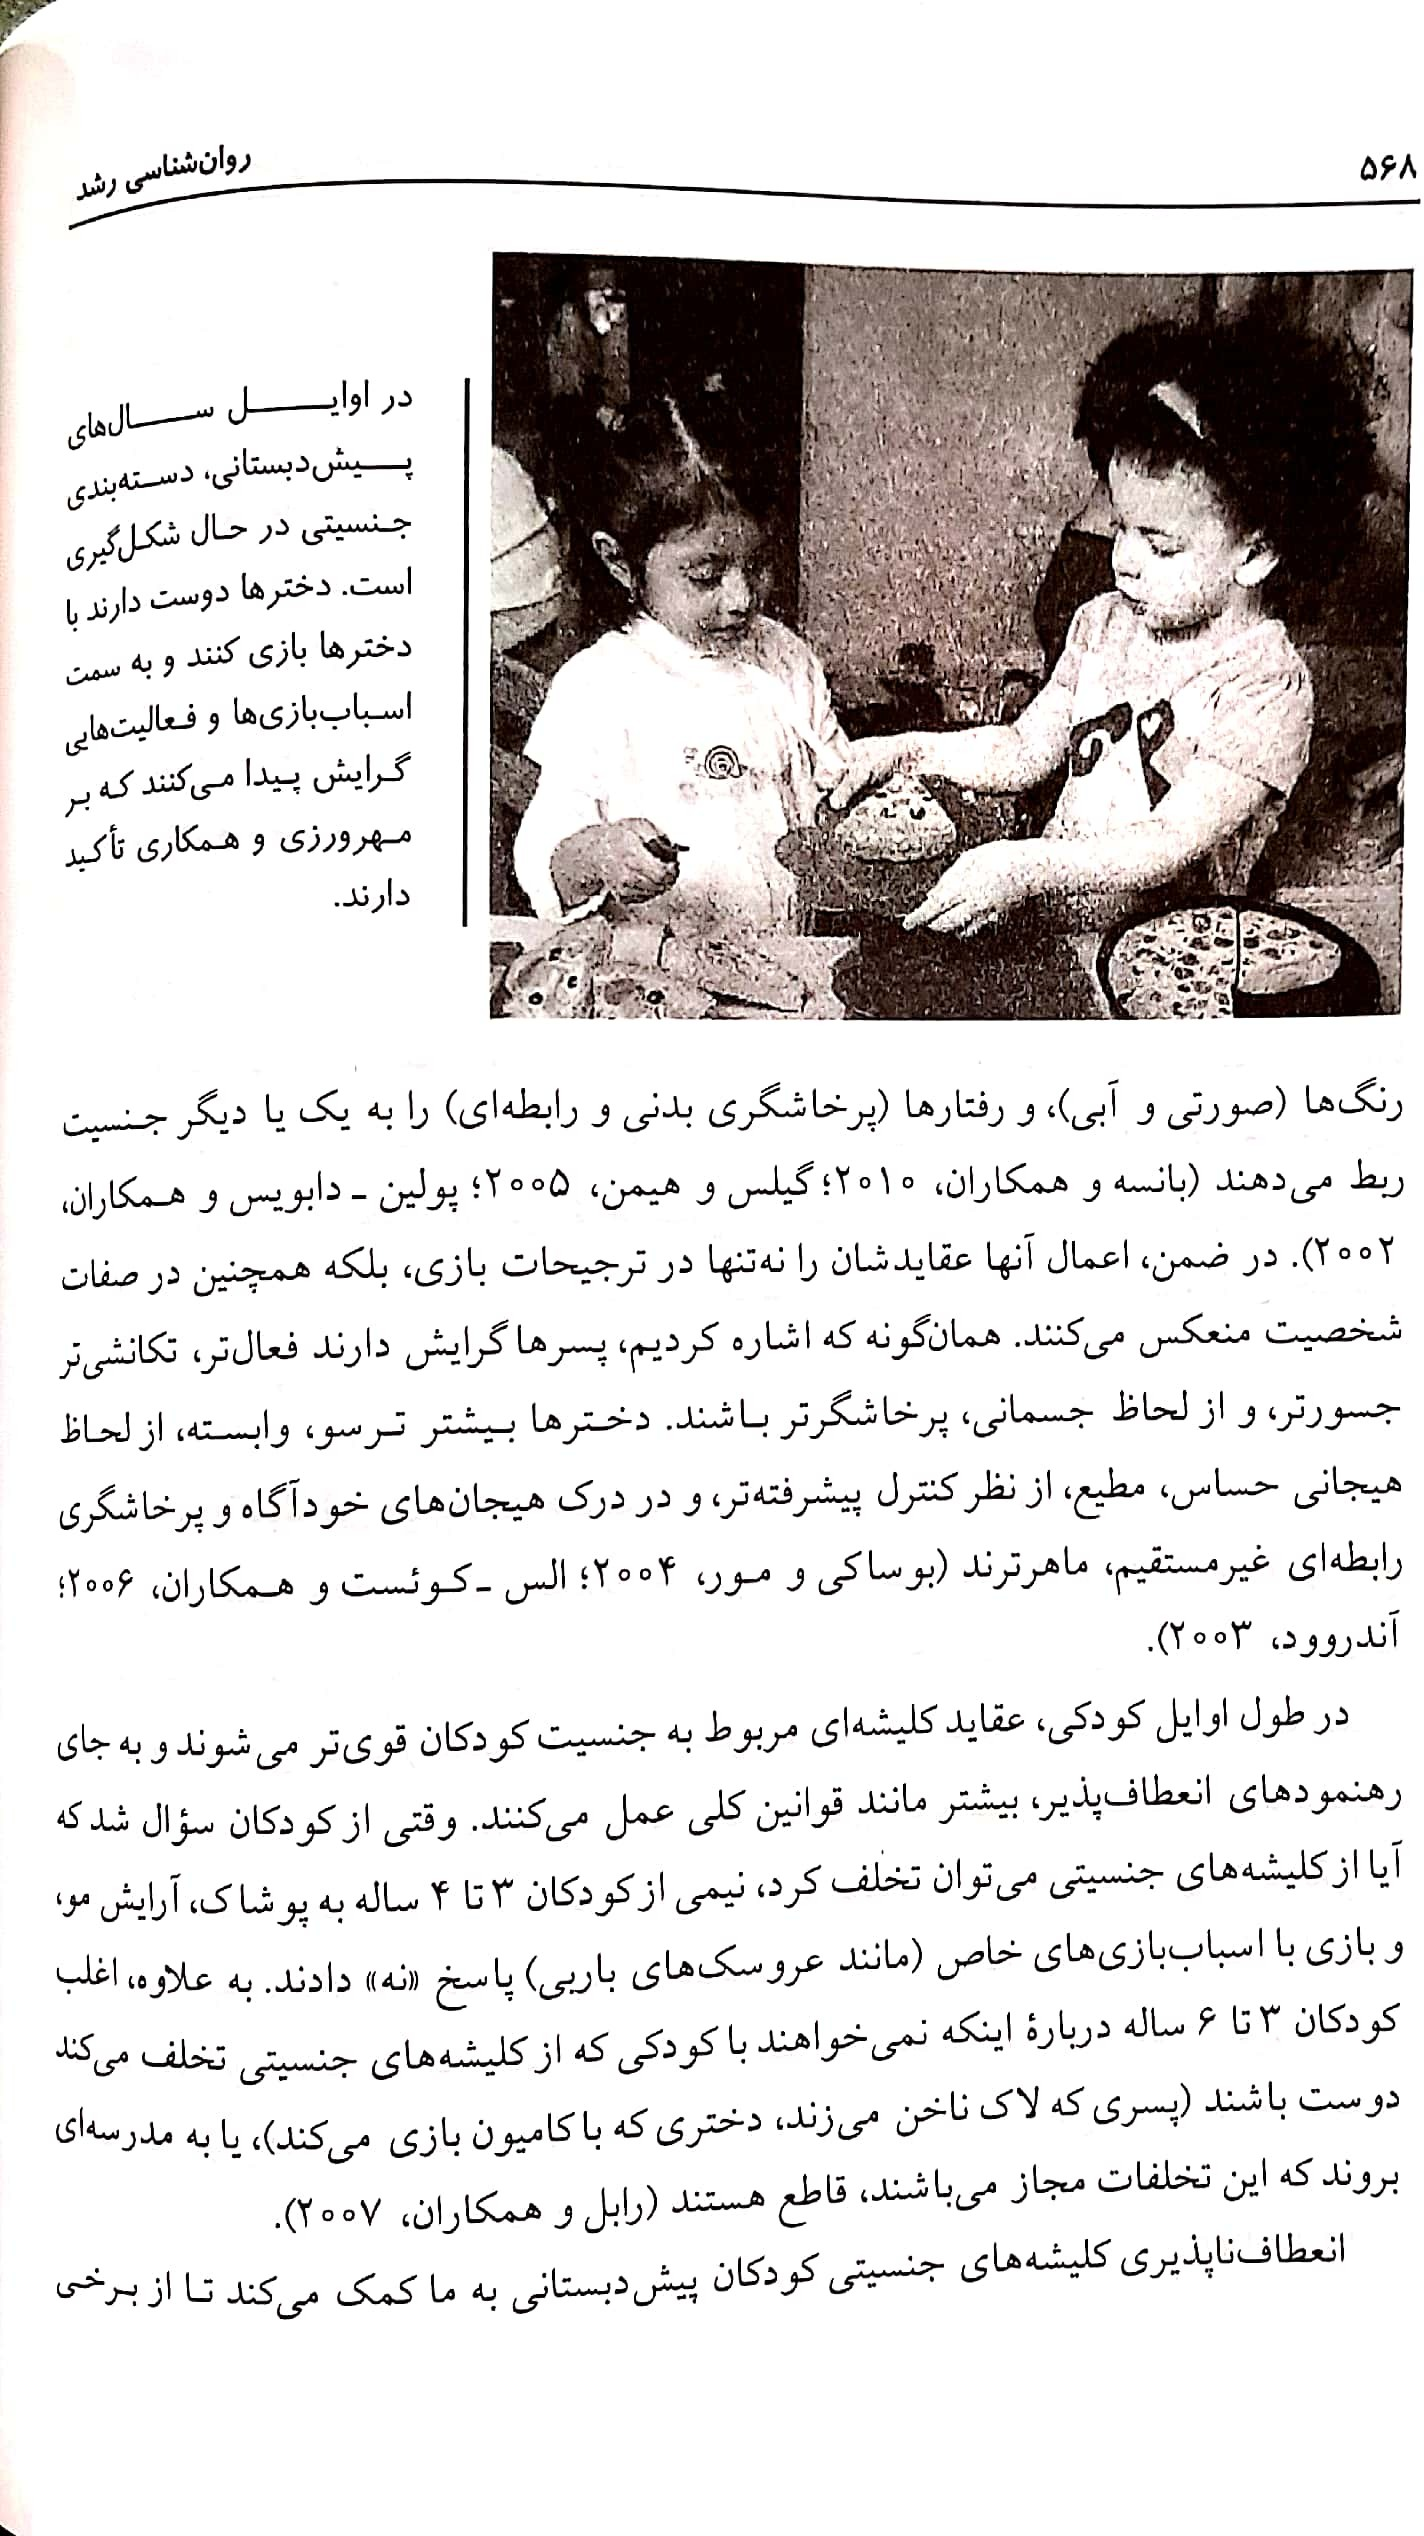 ۵۶۸
روان‌شناسی رشد
در اوایل سال‌های
پیش‌دبستانی، دسته‌بندی
جنسیتی در حال شکل‌گیری
است. دخترها دوست دارند با
دخترها بازی کنند و به سمت
اسباب‌بازی‌ها و فعالیت‌هایی
گرایش پیدا می‌کنند که بر
مهرورزی و همکاری تأکید
دارند.
رنگ‌ها (صورتی و آبی)، و رفتارها (پرخاشگری بدنی و رابطه‌ای) را به یک یا دیگر جنسیت
ربط می‌دهند (بانسه و همکاران، ۲۰۱۰؛ گیلس و هیمن، ۲۰۰۵؛ پولین ـ دابویس و همکاران،
۲۰۰۲). در ضمن، اعمال آنها عقایدشان را نه‌تنها در ترجیحات بازی، بلکه همچنین در صفات
شخصیت منعکس می‌کنند. همان‌گونه که اشاره کردیم، پسرها گرایش دارند فعال‌تر، تکانشی‌تر
جسورتر، و از لحاظ جسمانی، پرخاشگرتر باشند. دخترها بیشتر ترسو، وابسته، از لحاظ
هیجانی حساس، مطیع، از نظر کنترل پیشرفته‌تر، و در درک هیجان‌های خودآگاه و پرخاشگری
رابطه‌ای غیرمستقیم، ماهرترند (بوساکی و مور، ۲۰۰۴؛ الس ـ کوئست و همکاران، ۲۰۰۶؛
آندروود، ۲۰۰۳).
در طول اوایل کودکی، عقاید کلیشه‌ای مربوط به جنسیت کودکان قوی‌تر می‌شوند و به جای
رهنمودهای انعطاف‌پذیر، بیشتر مانند قوانین کلی عمل می‌کنند. وقتی از کودکان سؤال شد که
آیا از کلیشه‌های جنسیتی می‌توان تخلف کرد، نیمی از کودکان ۳ تا ۴ ساله به پوشاک، آرایش مو،
و بازی با اسباب‌بازی‌های خاص (مانند عروسک‌های باربی) پاسخ «نه» دادند. به علاوه، اغلب
کودکان ۳ تا ۶ ساله دربارهٔ اینکه نمی‌خواهند با کودکی که از کلیشه‌های جنسیتی تخلف می‌کند
دوست باشند (پسری که لاک ناخن می‌زند، دختری که با کامیون بازی می‌کند)، یا به مدرسه‌ای
بروند که این تخلفات مجاز می‌باشند، قاطع هستند (رابل و همکاران، ۲۰۰۷).
انعطاف‌ناپذیری کلیشه‌های جنسیتی کودکان پیش‌دبستانی به ما کمک می‌کند تا از برخی